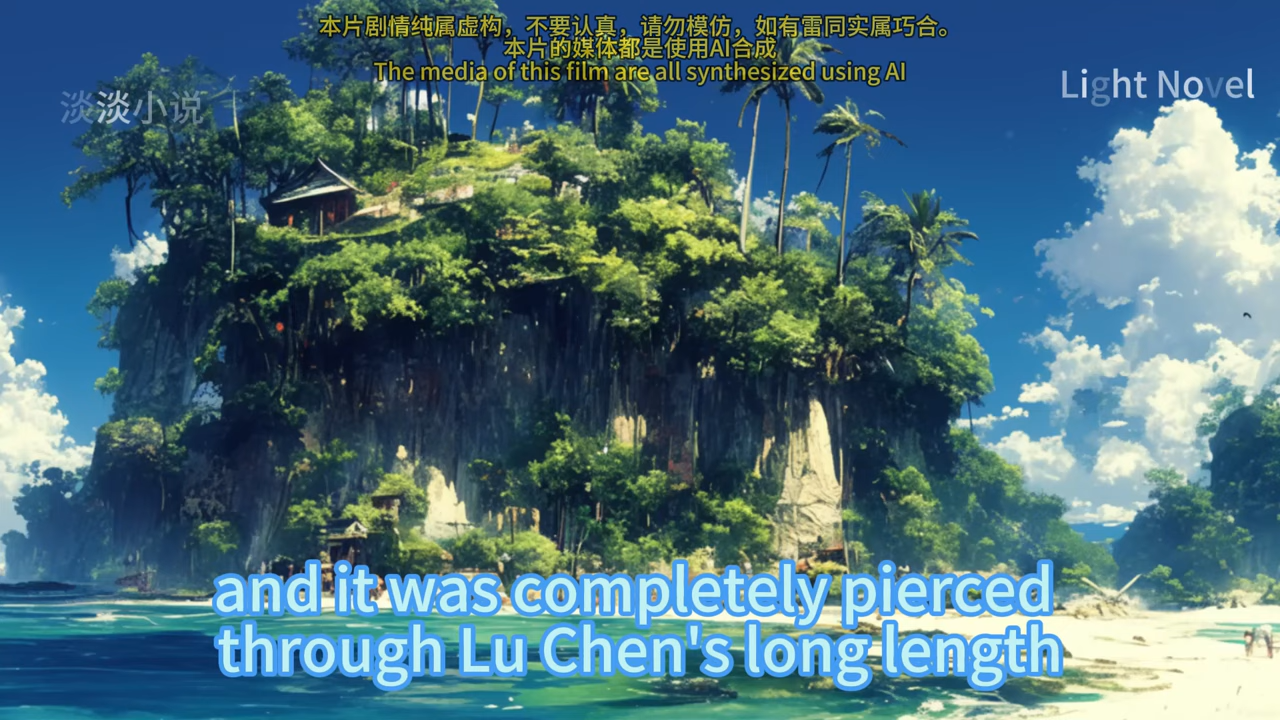 本片剧情纯属虚构，不要认真，请勿模仿，如有雷同实属巧合。
本片的媒体都是使用AI合成
The media of this film are all synthesized using AI
淡淡小说
Light Novel
and it was completely pierced
through Lu Chen's long length